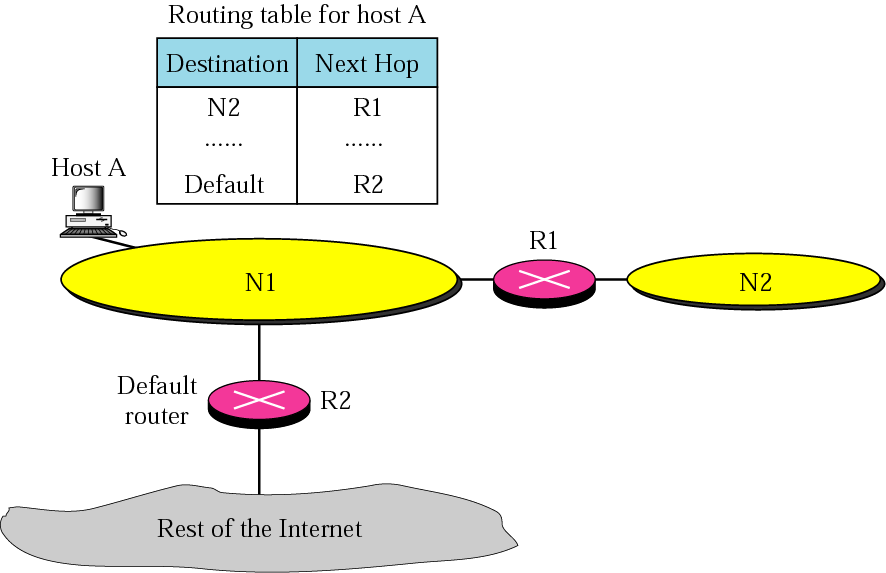 Routing table for host A
Destination Next Hop
N2 R1
...... ......
Default R2
Host A
R1
N1
N2
Default
router
R2
Rest of the Internet